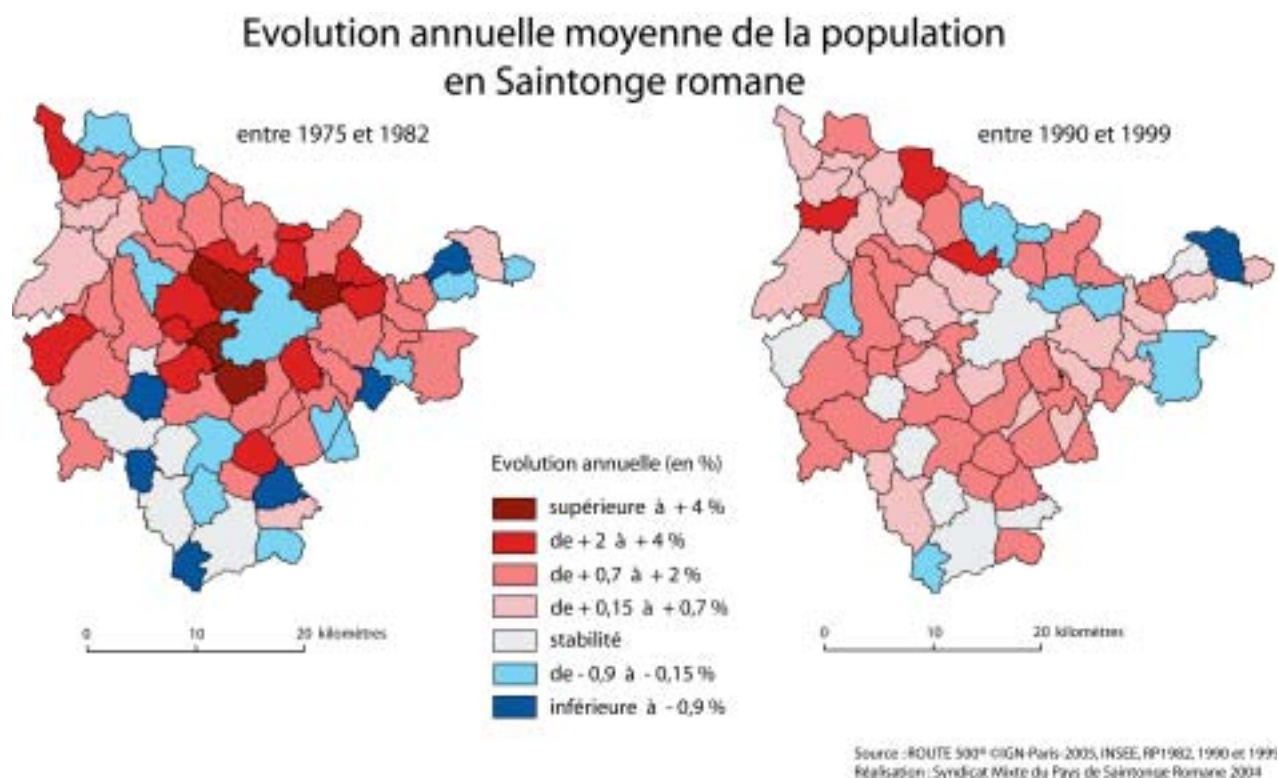 Evolution annuelle moyenne de la population
en Saintonge romane
entre 1975 et 1982
entre 1990 et 1999
Evolution annuelle (en %)
supérieure à + 4 %
de + 2 à + 4 %
de + 0,7 à + 2 %
de + 0,15 à + 0,7 %
stabilité
de - 0,9 à - 0,15 %
inférieure à - 0,9 %
0 10 20 kilomètres
0 10 20 kilomètres
Source : ROUTE 500® ©IGN-Paris-2005, INSEE, RP1982, 1990 et 1999
Réalisation : Syndicat Mixte du Pays de Saintonge Romane 2004